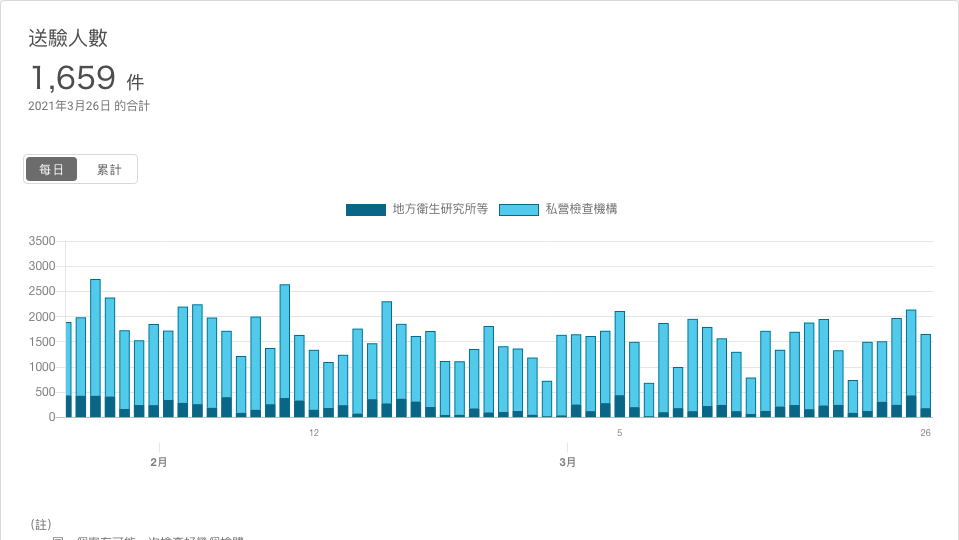 送驗人數
1,659 件
2021年3月26日 的合計
每日 累計
地方衛生研究所等 私營檢查機構
3500
3000
2500
2000
1500
1000
500
0
12 5 26
2月 3月
(註)